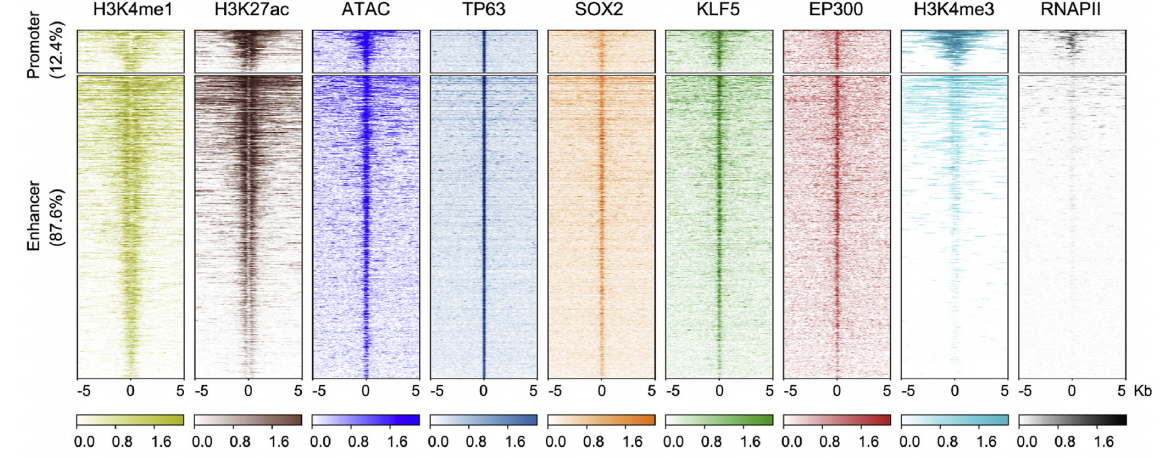 H3K4me1 H3K27ac ATAC TP63 SOX2 KLF5 EP300 H3K4me3 RNAPII
Promoter
(12.4%)
Enhancer
(87.6%)
-5 0 5 -5 0 5 -5 0 5 -5 0 5 -5 0 5 -5 0 5 -5 0 5 -5 0 5 -5 0 5 Kb
0.0 0.8 1.6 0.0 0.8 1.6 0.0 0.8 1.6 0.0 0.8 1.6 0.0 0.8 1.6 0.0 0.8 1.6 0.0 0.8 1.6 0.0 0.8 1.6 0.0 0.8 1.6